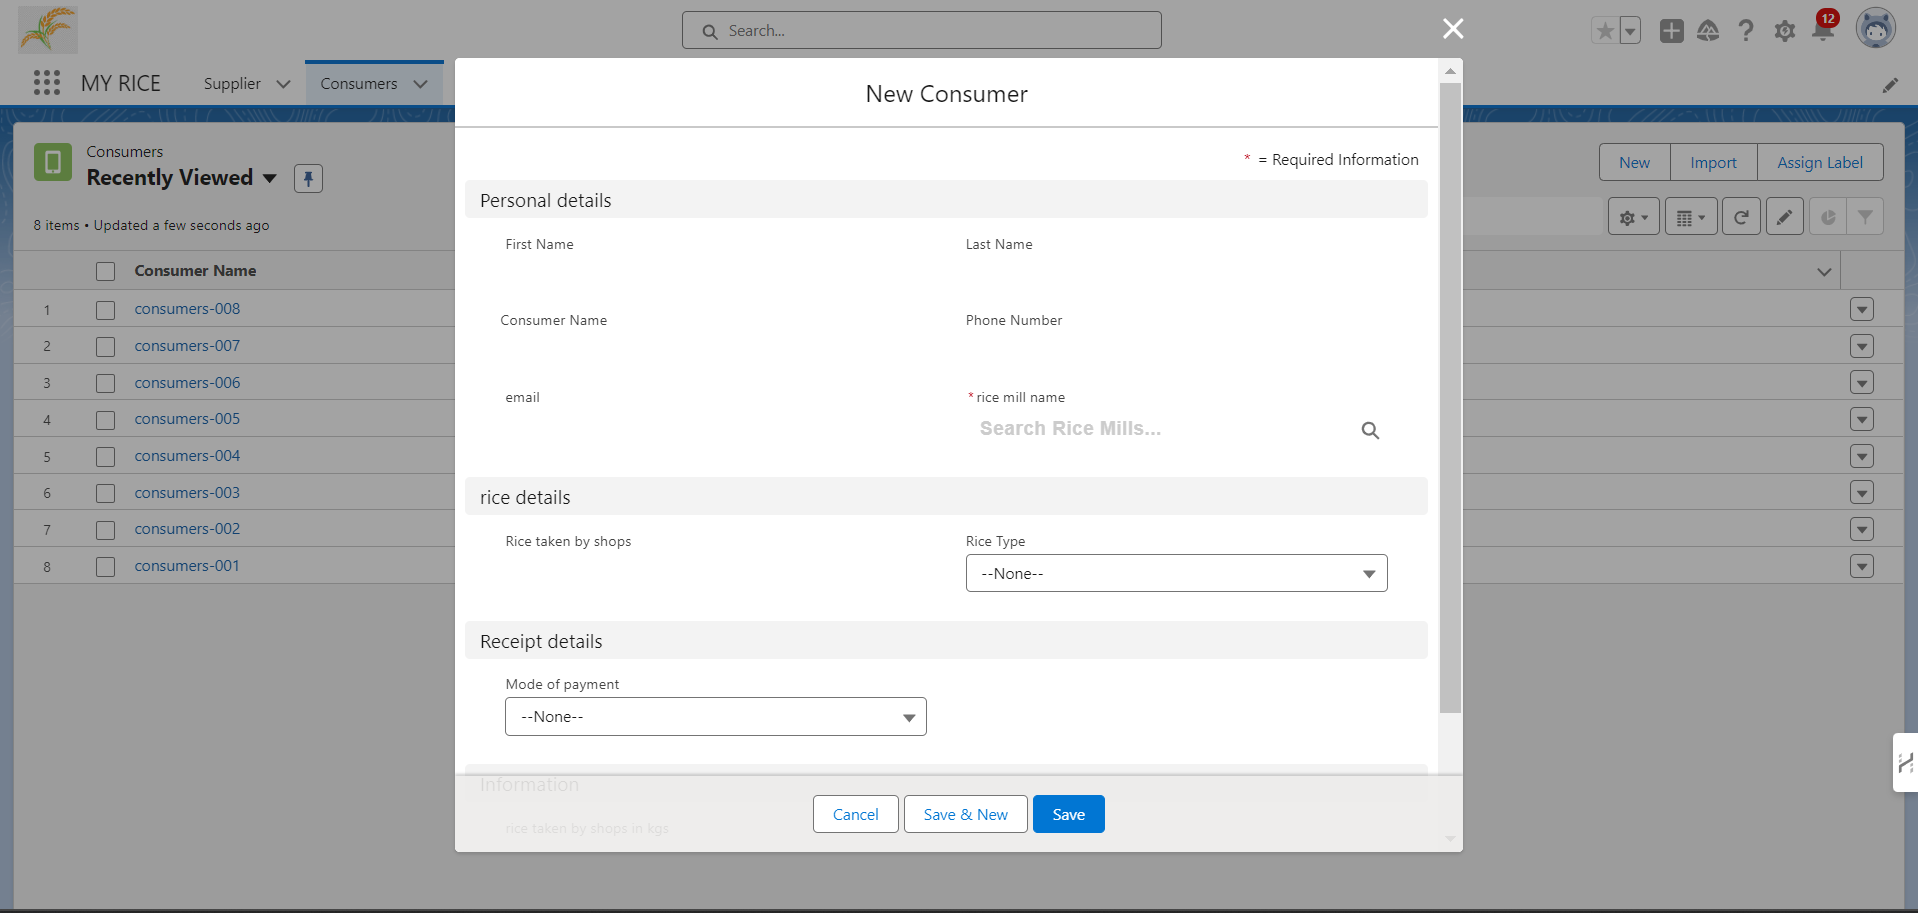 Search...
12
MY RICE
Supplier
Consumers
New Consumer
* = Required Information
Consumers
Recently Viewed
8 items • Updated a few seconds ago
New
Import
Assign Label
Consumer Name
1 consumers-008
2 consumers-007
3 consumers-006
4 consumers-005
5 consumers-004
6 consumers-003
7 consumers-002
8 consumers-001
Personal details
First Name
Last Name
Consumer Name
Phone Number
email
* rice mill name
Search Rice Mills...
rice details
Rice taken by shops
Rice Type
--None--
Receipt details
Mode of payment
--None--
Information
rice taken by shops in kgs
Cancel
Save & New
Save